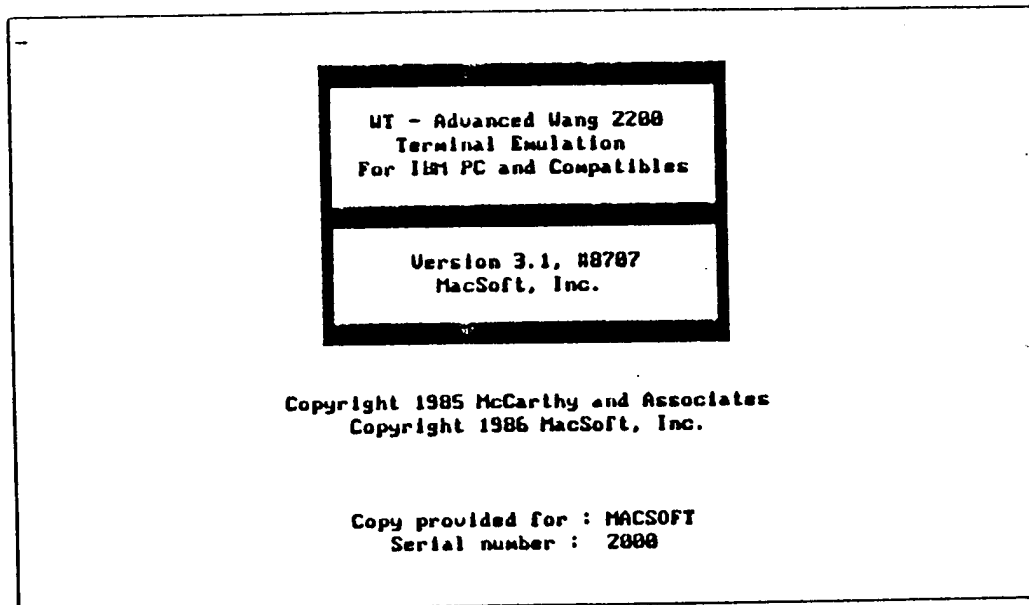 WT - Advanced Wang 2200
Terminal Emulation
For IBM PC and Compatibles
Version 3.1, #8707
MacSoft, Inc.
Copyright 1985 McCarthy and Associates
Copyright 1986 MacSoft, Inc.
Copy provided for : MACSOFT
Serial number : 2000